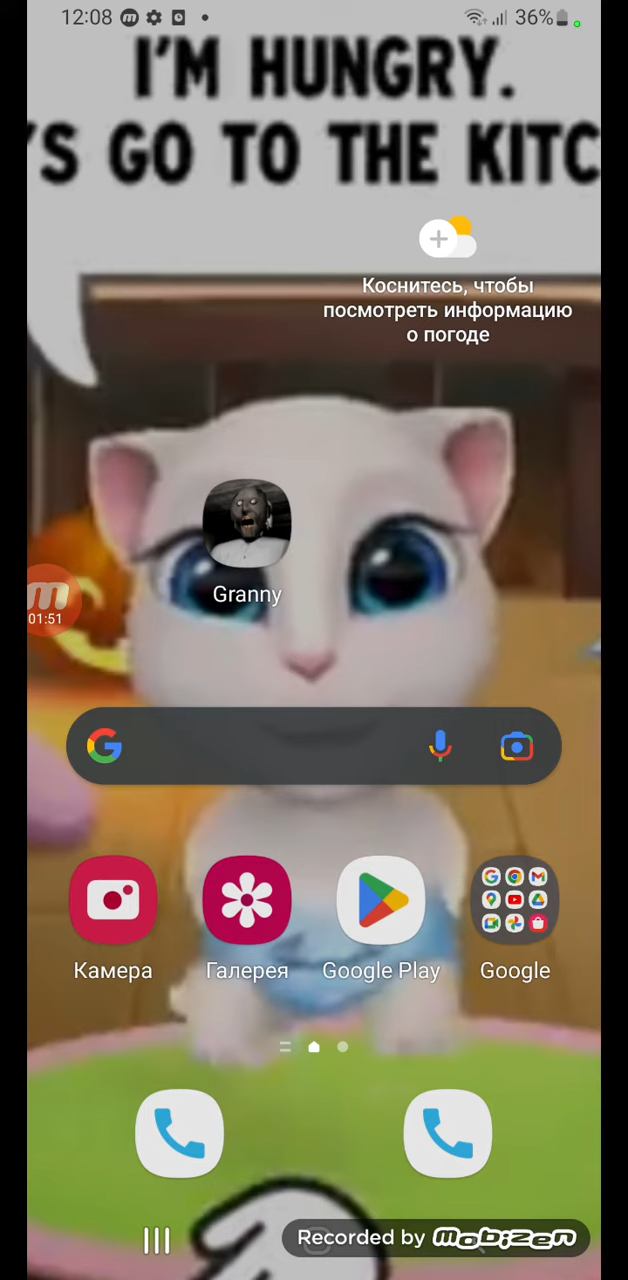 12:08
36%
I'M HUNGRY.
'S GO TO THE KITC
Коснитесь, чтобы
посмотреть информацию
о погоде
Granny
01:51
Камера
Галерея
Google Play
Google
Recorded by mobizen